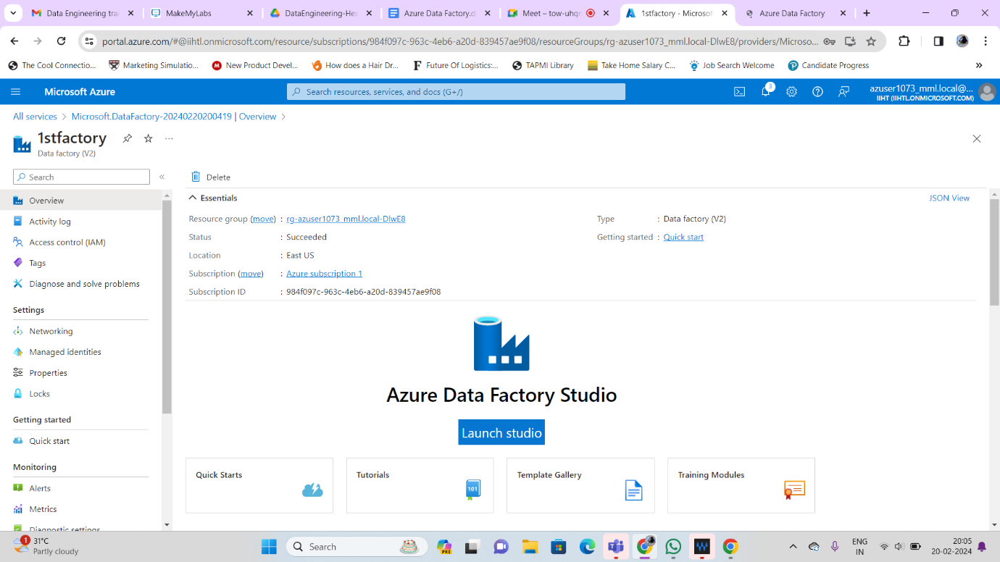 Data Engineering trai
MakeMyLabs
DataEngineering-Hex
Azure Data Factory.d
Meet – tow-uhqr
1stfactory - Microsof
Azure Data Factory
portal.azure.com/#@iihtl.onmicrosoft.com/resource/subscriptions/984f097c-963c-4eb6-a20d-839457ae9f08/resourceGroups/rg-azuser1073_mml.local-DlwE8/providers/Microso...
The Cool Connectio...
Marketing Simulatio...
New Product Devel...
How does a Hair Dr...
Future Of Logistics:...
TAPMI Library
Take Home Salary C...
Job Search Welcome
Candidate Progress
»
Microsoft Azure
Search resources, services, and docs (G+/)
3
azuser1073_mml.local@...
IIHT (IIHTLONMICROSOFT.COM)
All services > Microsoft.DataFactory-20240220200419 | Overview >
1stfactory
...
Data factory (V2)
Search
«
Delete
Overview
Activity log
Access control (IAM)
Tags
Diagnose and solve problems
Settings
Networking
Managed identities
Properties
Locks
Getting started
Quick start
Monitoring
Alerts
Metrics
Diagnostic settings
Essentials
JSON View
Resource group (move) : rg-azuser1073_mml.local-DlwE8
Type : Data factory (V2)
Status : Succeeded
Getting started : Quick start
Location : East US
Subscription (move) : Azure subscription 1
Subscription ID : 984f097c-963c-4eb6-a20d-839457ae9f08
Azure Data Factory Studio
Launch studio
Quick Starts
Tutorials
101
Template Gallery
Training Modules
1
31°C
Partly cloudy
Search
PRE
ENG
IN
20:05
20-02-2024